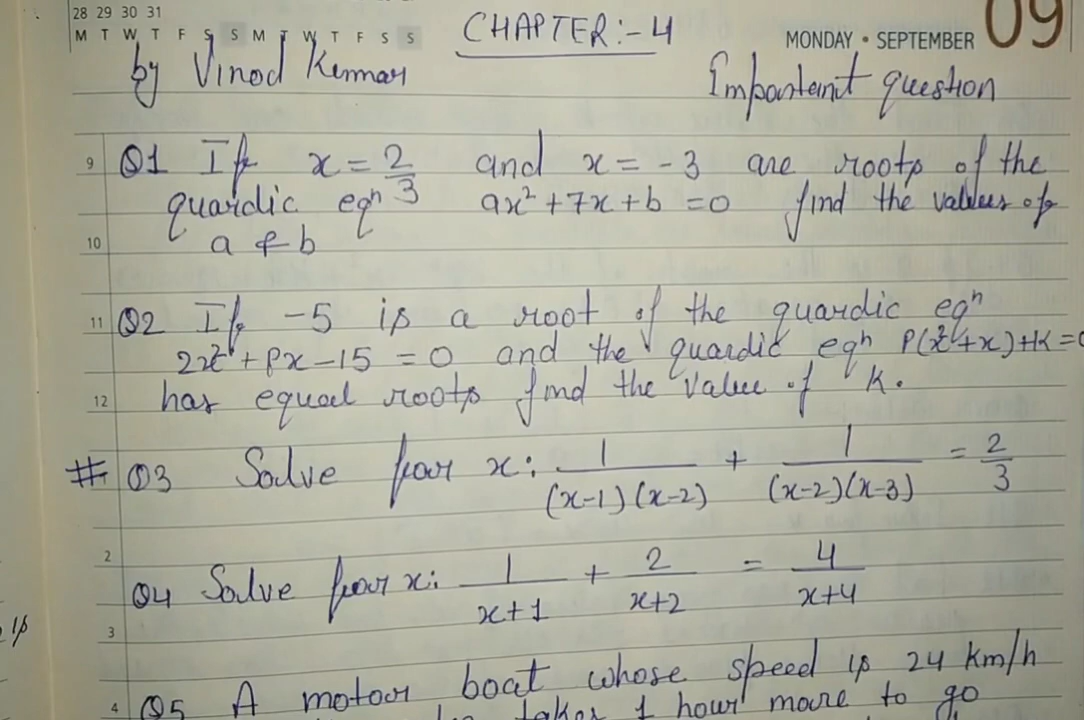 28 29 30 31
M T W T F S S M T W T F S S
CHAPTER:-4
MONDAY • SEPTEMBER 09
by Vinod Kumar
Important question
9 Q1 If x = 2/3 and x = -3 are roots of the
quardic eqn ax² + 7x + b = 0 find the values of
10 a & b
11 Q2 If -5 is a root of the quardic eqn
2x² + Px - 15 = 0 and the quardic eqn P(x²+x)+K=0
12 has equal roots find the value of K.
# Q3 Solve for x: 1/(x-1)(x-2) + 1/(x-2)(x-3) = 2/3
2
Q4 Solve for x: 1/x+1 + 2/x+2 = 4/x+4
3
4 Q5 A motor boat whose speed is 24 km/h
takes 1 hour more to go